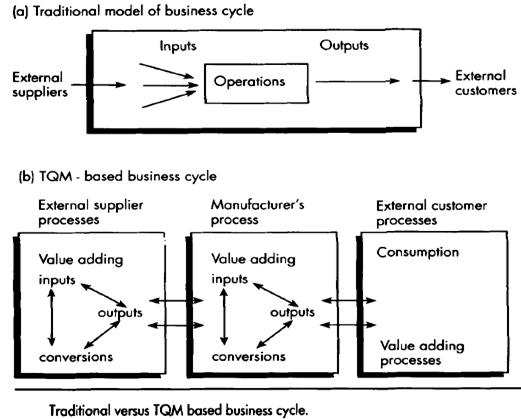 (a) Traditional model of business cycle
Inputs
Outputs
External suppliers
Operations
External customers
(b) TQM - based business cycle
External supplier processes
Manufacturer's process
External customer processes
Value adding
inputs
outputs
conversions
Value adding
inputs
outputs
conversions
Consumption
Value adding processes
Traditional versus TQM based business cycle.